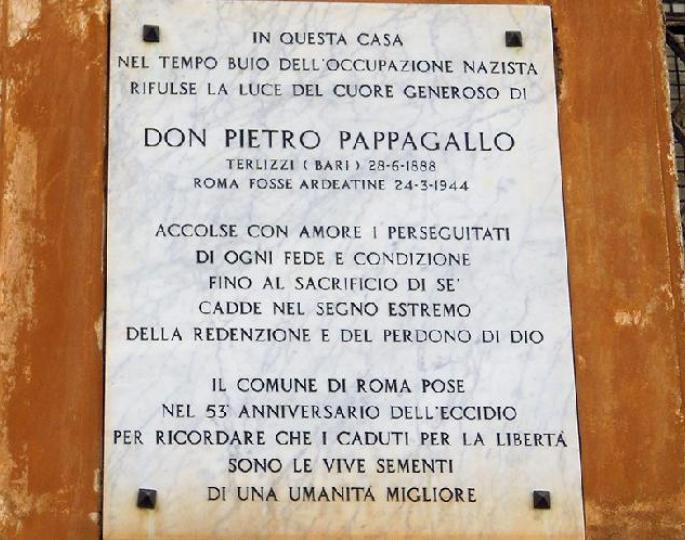 IN QUESTA CASA
NEL TEMPO BUIO DELL'OCCUPAZIONE NAZISTA
RIFULSE LA LUCE DEL CUORE GENEROSO DI
DON PIETRO PAPPAGALLO
TERLIZZI (BARI) 28-6-1888
ROMA FOSSE ARDEATINE 24-3-1944
ACCOLSE CON AMORE I PERSEGUITATI
DI OGNI FEDE E CONDIZIONE
FINO AL SACRIFICIO DI SE'
CADDE NEL SEGNO ESTREMO
DELLA REDENZIONE E DEL PERDONO DI DIO
IL COMUNE DI ROMA POSE
NEL 53° ANNIVERSARIO DELL'ECCIDIO
PER RICORDARE CHE I CADUTI PER LA LIBERTÀ
SONO LE VIVE SEMENTI
DI UNA UMANITÀ MIGLIORE